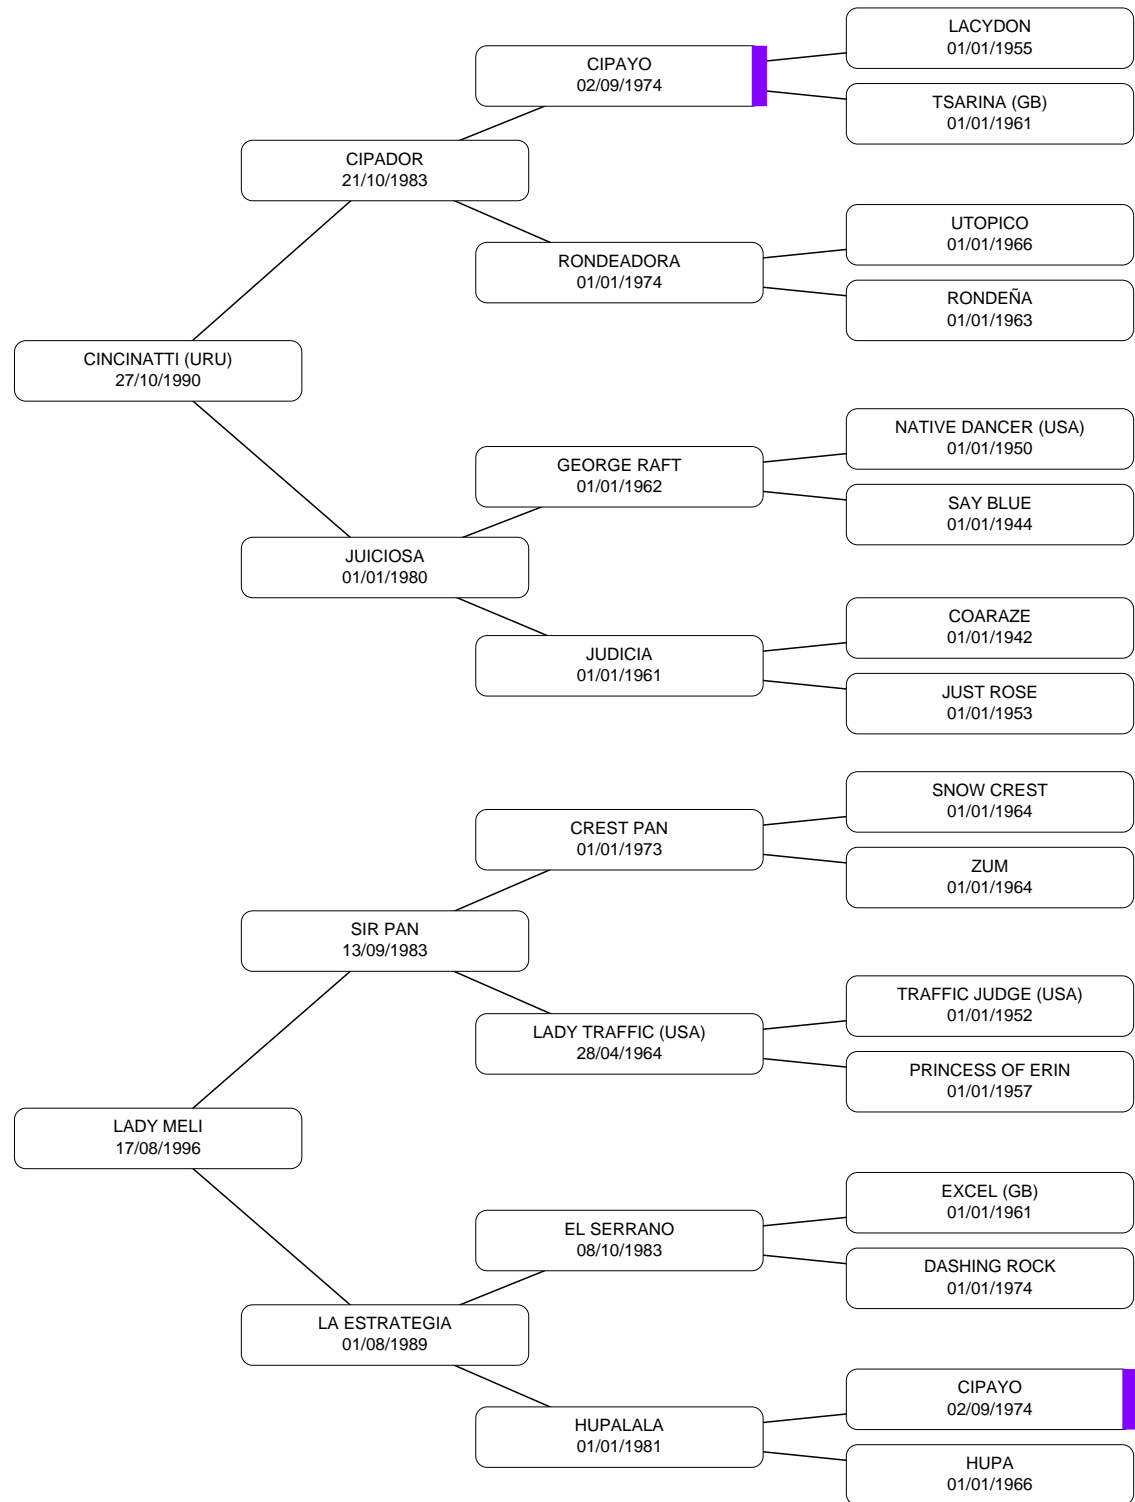 LACYDON
01/01/1955
CIPAYO
02/09/1974
TSARINA (GB)
01/01/1961
CIPADOR
21/10/1983
UTOPICO
01/01/1966
RONDEADORA
01/01/1974
RONDEÑA
01/01/1963
CINCINATTI (URU)
27/10/1990
NATIVE DANCER (USA)
01/01/1950
GEORGE RAFT
01/01/1962
SAY BLUE
01/01/1944
JUICIOSA
01/01/1980
COARAZE
01/01/1942
JUDICIA
01/01/1961
JUST ROSE
01/01/1953
SNOW CREST
01/01/1964
CREST PAN
01/01/1973
ZUM
01/01/1964
SIR PAN
13/09/1983
TRAFFIC JUDGE (USA)
01/01/1952
LADY TRAFFIC (USA)
28/04/1964
PRINCESS OF ERIN
01/01/1957
LADY MELI
17/08/1996
EXCEL (GB)
01/01/1961
EL SERRANO
08/10/1983
DASHING ROCK
01/01/1974
LA ESTRATEGIA
01/08/1989
CIPAYO
02/09/1974
HUPALALA
01/01/1981
HUPA
01/01/1966